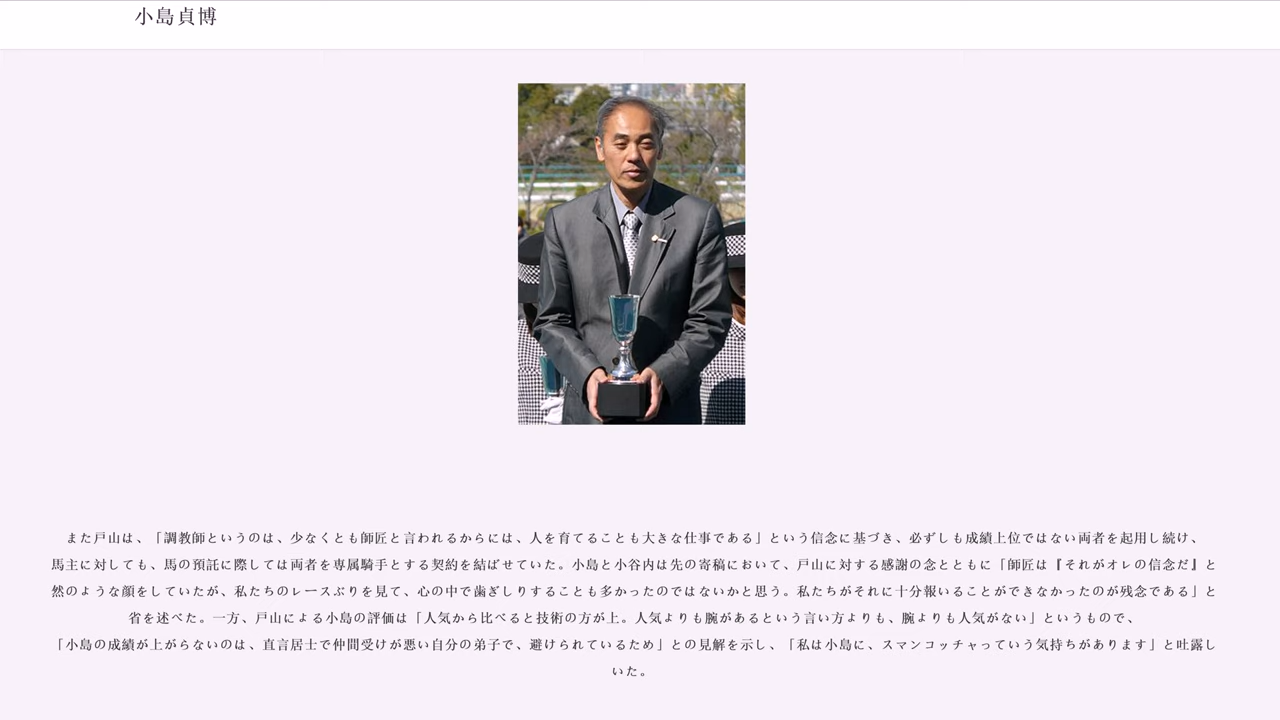 小島貞博
また戸山は、「調教師というのは、少なくとも師匠と言われるからには、人を育てることも大きな仕事である」という信念に基づき、必ずしも成績上位ではない両者を起用し続け、
馬主に対しても、馬の預託に際しては両者を専属騎手とする契約を結ばせていた。小島と小谷内は先の寄稿において、戸山に対する感謝の念とともに「師匠は『それがオレの信念だ』と
然のような顔をしていたが、私たちのレースぶりを見て、心の中で歯ぎしりすることも多かったのではないかと思う。私たちがそれに十分報いることができなかったのが残念である」と
省を述べた。一方、戸山による小島の評価は「人気から比べると技術の方が上。人気よりも腕があるという言い方よりも、腕よりも人気がない」というもので、
「小島の成績が上がらないのは、直言居士で仲間受けが悪い自分の弟子で、避けられているため」との見解を示し、「私は小島に、スマンコッチャっていう気持ちがあります」と吐露し
いた。